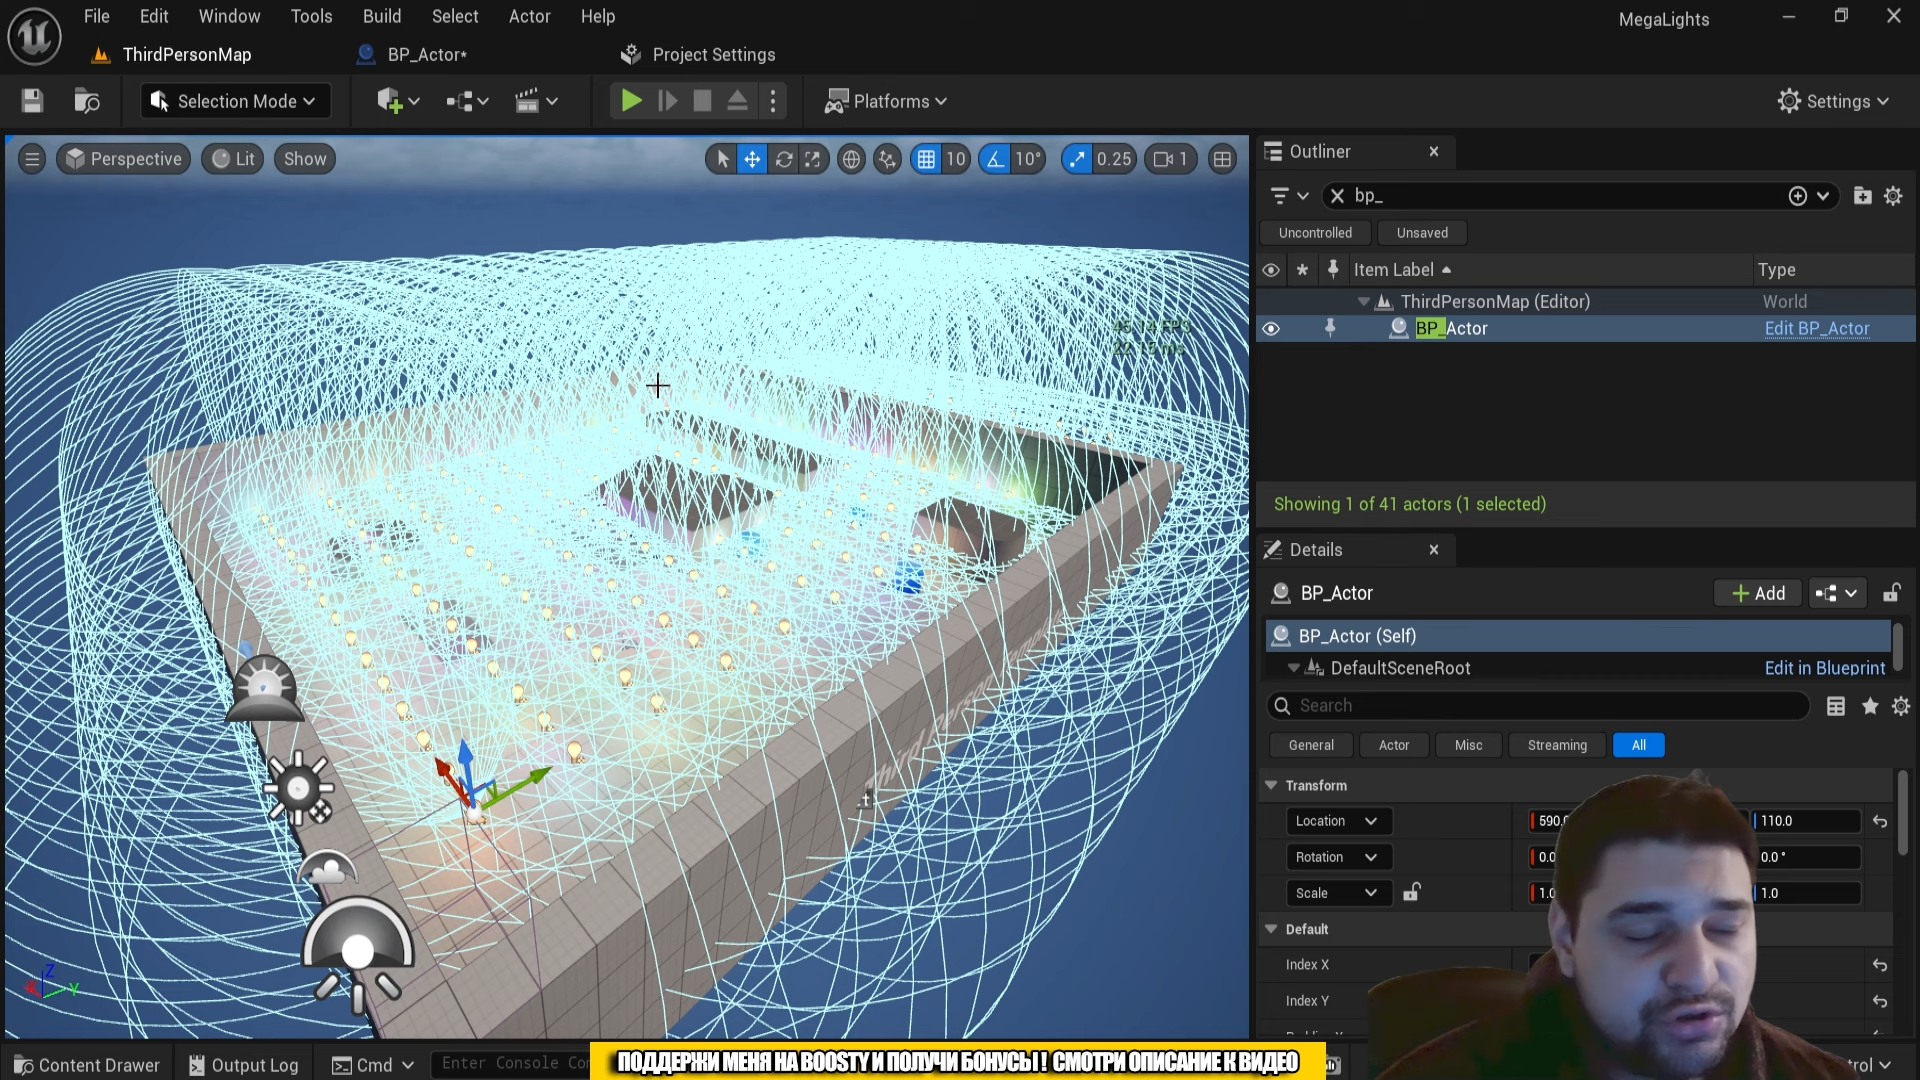 File Edit Window Tools Build Select Actor Help
MegaLights
ThirdPersonMap
BP_Actor*
Project Settings
Selection Mode
Platforms
Settings
Perspective
Lit
Show
10
10°
0.25
1
Outliner
bp_
Uncontrolled
Unsaved
Item Label
Type
ThirdPersonMap (Editor)
World
BP_Actor
Edit BP_Actor
Showing 1 of 41 actors (1 selected)
Details
BP_Actor
Add
BP_Actor (Self)
DefaultSceneRoot
Edit in Blueprint
Search
General
Actor
Misc
Streaming
All
Transform
Location
110.0
Rotation
0.0
0.0°
Scale
1.0
1.0
Default
Index X
Index Y
Z
Y
Content Drawer
Output Log
Cmd
Enter Console
ПОДДЕРЖИ МЕНЯ НА BOOSTY И ПОЛУЧИ БОНУСЫ! СМОТРИ ОПИСАНИЕ К ВИДЕО